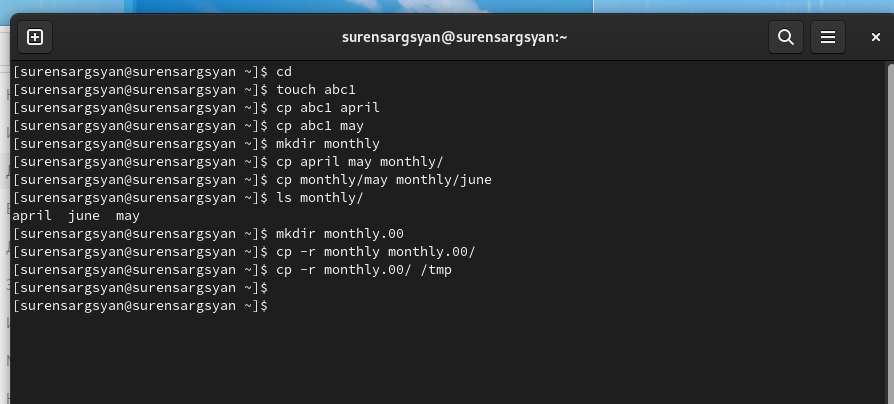 surensargsyan@surensargsyan:~
[surensargsyan@surensargsyan ~]$ cd
[surensargsyan@surensargsyan ~]$ touch abc1
[surensargsyan@surensargsyan ~]$ cp abc1 april
[surensargsyan@surensargsyan ~]$ cp abc1 may
[surensargsyan@surensargsyan ~]$ mkdir monthly
[surensargsyan@surensargsyan ~]$ cp april may monthly/
[surensargsyan@surensargsyan ~]$ cp monthly/may monthly/june
[surensargsyan@surensargsyan ~]$ ls monthly/
april  june  may
[surensargsyan@surensargsyan ~]$ mkdir monthly.00
[surensargsyan@surensargsyan ~]$ cp -r monthly monthly.00/
[surensargsyan@surensargsyan ~]$ cp -r monthly.00/ /tmp
[surensargsyan@surensargsyan ~]$
[surensargsyan@surensargsyan ~]$